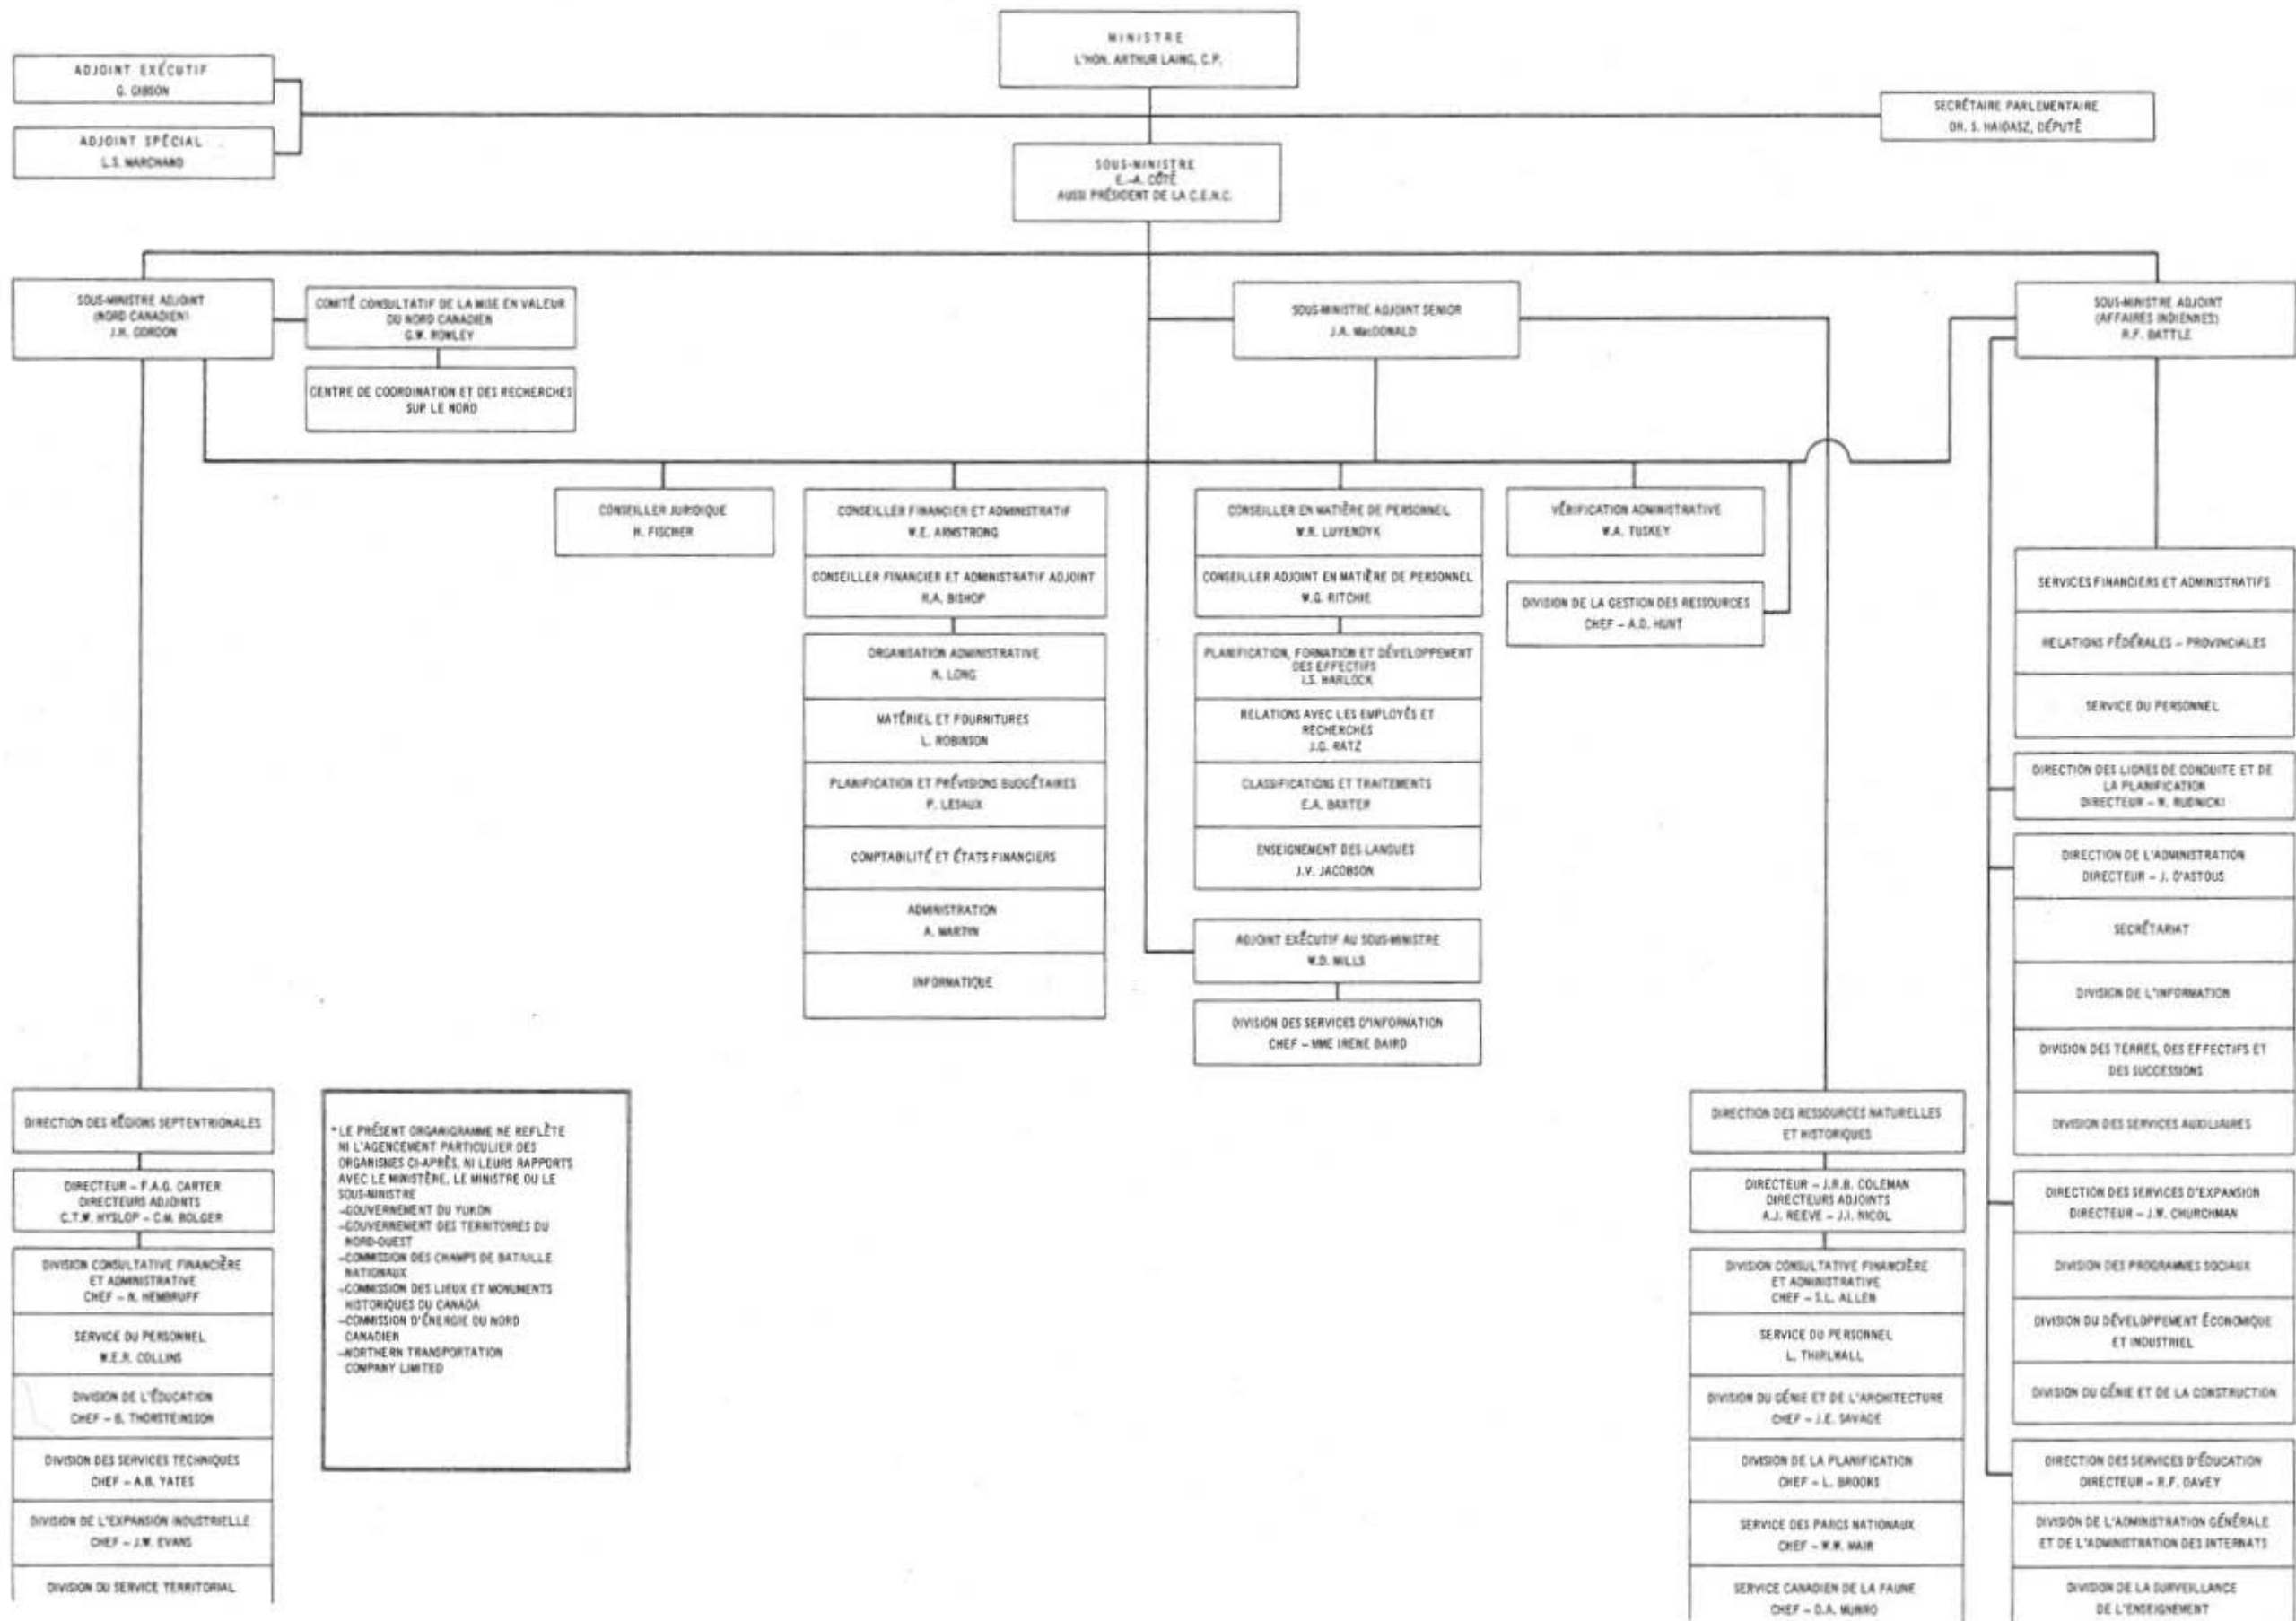 MINISTRE
L'HON. ARTHUR LAING, C.P.
ADJOINT EXÉCUTIF
G. GIBSON
ADJOINT SPÉCIAL
L.S. MARCHAND
SECRÉTAIRE PARLEMENTAIRE
DR. S. HAIDASZ, DÉPUTÉ
SOUS-MINISTRE
E.-A. CÔTÉ
AUSSI PRÉSIDENT DE LA C.E.N.C.
SOUS-MINISTRE ADJOINT
(NORD CANADIEN)
J.H. GORDON
COMITÉ CONSULTATIF DE LA MISE EN VALEUR
DU NORD CANADIEN
G.W. ROWLEY
CENTRE DE COORDINATION ET DES RECHERCHES
SUR LE NORD
SOUS-MINISTRE ADJOINT SENIOR
J.A. MacDONALD
SOUS-MINISTRE ADJOINT
(AFFAIRES INDIENNES)
R.F. BATTLE
CONSEILLER JURIDIQUE
H. FISCHER
CONSEILLER FINANCIER ET ADMINISTRATIF
W.E. ARMSTRONG
CONSEILLER FINANCIER ET ADMINISTRATIF ADJOINT
R.A. BISHOP
ORGANISATION ADMINISTRATIVE
N. LONG
MATÉRIEL ET FOURNITURES
L. ROBINSON
PLANIFICATION ET PRÉVISIONS BUDGÉTAIRES
P. LESAUX
COMPTABILITÉ ET ÉTATS FINANCIERS
ADMINISTRATION
A. MARTIN
INFORMATIQUE
CONSEILLER EN MATIÈRE DE PERSONNEL
W.R. LUYENDYK
CONSEILLER ADJOINT EN MATIÈRE DE PERSONNEL
W.G. RITCHIE
PLANIFICATION, FORMATION ET DÉVELOPPEMENT
DES EFFECTIFS
I.S. HARLOCK
RELATIONS AVEC LES EMPLOYÉS ET
RECHERCHES
J.G. RATZ
CLASSIFICATIONS ET TRAITEMENTS
E.A. BAXTER
ENSEIGNEMENT DES LANGUES
J.V. JACOBSON
ADJOINT EXÉCUTIF AU SOUS-MINISTRE
W.D. MILLS
DIVISION DES SERVICES D'INFORMATION
CHEF – MME IRENE BAIRD
VÉRIFICATION ADMINISTRATIVE
W.A. TUSKEY
DIVISION DE LA GESTION DES RESSOURCES
CHEF – A.D. HUNT
SERVICES FINANCIERS ET ADMINISTRATIFS
RELATIONS FÉDÉRALES – PROVINCIALES
SERVICE DU PERSONNEL
DIRECTION DES LIGNES DE CONDUITE ET DE
LA PLANIFICATION
DIRECTEUR – W. RUDNICKI
DIRECTION DE L'ADMINISTRATION
DIRECTEUR – J. D'ASTOUS
SECRÉTARIAT
DIVISION DE L'INFORMATION
DIVISION DES TERRES, DES EFFECTIFS ET
DES SUCCESSIONS
DIVISION DES SERVICES AUXILIAIRES
DIRECTION DES SERVICES D'EXPANSION
DIRECTEUR – J.W. CHURCHMAN
DIVISION DES PROGRAMMES SOCIAUX
DIVISION DU DÉVELOPPEMENT ÉCONOMIQUE
ET INDUSTRIEL
DIVISION DU GÉNIE ET DE LA CONSTRUCTION
DIRECTION DES SERVICES D'ÉDUCATION
DIRECTEUR – R.F. DAVEY
DIVISION DE L'ADMINISTRATION GÉNÉRALE
ET DE L'ADMINISTRATION DES INTERNATS
DIVISION DE LA SURVEILLANCE
DE L'ENSEIGNEMENT
DIRECTION DES RÉGIONS SEPTENTRIONALES
DIRECTEUR – F.A.G. CARTER
DIRECTEURS ADJOINTS
C.T.W. HYSLOP – C.M. BOLGER
DIVISION CONSULTATIVE FINANCIÈRE
ET ADMINISTRATIVE
CHEF – N. HEMBRUFF
SERVICE DU PERSONNEL
W.E.R. COLLINS
DIVISION DE L'ÉDUCATION
CHEF – B. THORSTEINSSON
DIVISION DES SERVICES TECHNIQUES
CHEF – A.B. YATES
DIVISION DE L'EXPANSION INDUSTRIELLE
CHEF – J.W. EVANS
DIVISION DU SERVICE TERRITORIAL
*LE PRÉSENT ORGANIGRAMME NE REFLÈTE
NI L'AGENCEMENT PARTICULIER DES
ORGANISMES CI-APRÈS, NI LEURS RAPPORTS
AVEC LE MINISTÈRE, LE MINISTRE OU LE
SOUS-MINISTRE
–GOUVERNEMENT DU YUKON
–GOUVERNEMENT DES TERRITOIRES DU
NORD-OUEST
–COMMISSION DES CHAMPS DE BATAILLE
NATIONAUX
–COMMISSION DES LIEUX ET MONUMENTS
HISTORIQUES DU CANADA
–COMMISSION D'ÉNERGIE DU NORD
CANADIEN
–NORTHERN TRANSPORTATION
COMPANY LIMITED
DIRECTION DES RESSOURCES NATURELLES
ET HISTORIQUES
DIRECTEUR – J.R.B. COLEMAN
DIRECTEURS ADJOINTS
A.J. REEVE – J.I. NICOL
DIVISION CONSULTATIVE FINANCIÈRE
ET ADMINISTRATIVE
CHEF – S.L. ALLEN
SERVICE DU PERSONNEL
L. THIRLWALL
DIVISION DU GÉNIE ET DE L'ARCHITECTURE
CHEF – J.E. SAVAGE
DIVISION DE LA PLANIFICATION
CHEF – L. BROOKS
SERVICE DES PARCS NATIONAUX
CHEF – W.W. MAIR
SERVICE CANADIEN DE LA FAUNE
CHEF – D.A. MUNRO